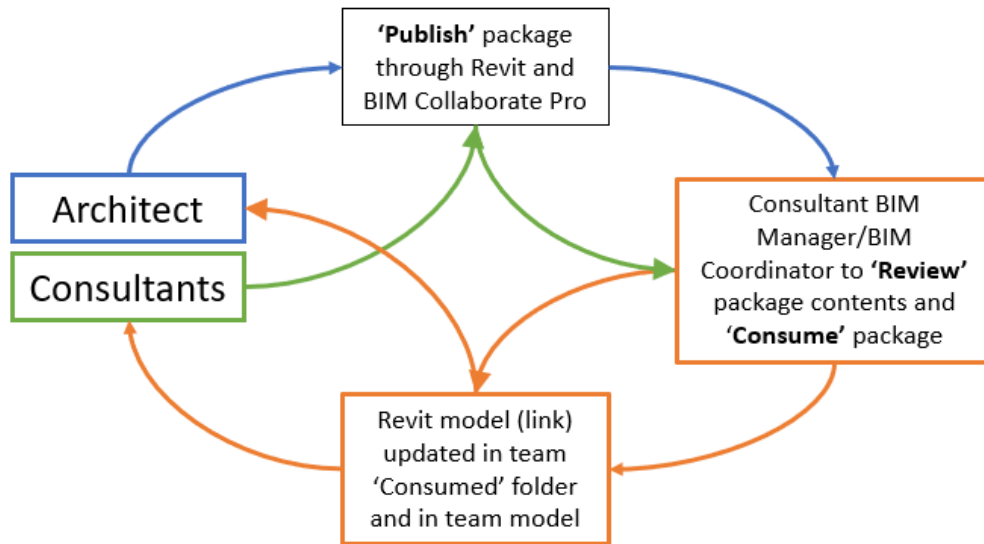 ‘Publish’ package
through Revit and
BIM Collaborate Pro
Architect
Consultants
Consultant BIM
Manager/BIM
Coordinator to ‘Review’
package contents and
‘Consume’ package
Revit model (link)
updated in team
‘Consumed’ folder
and in team model